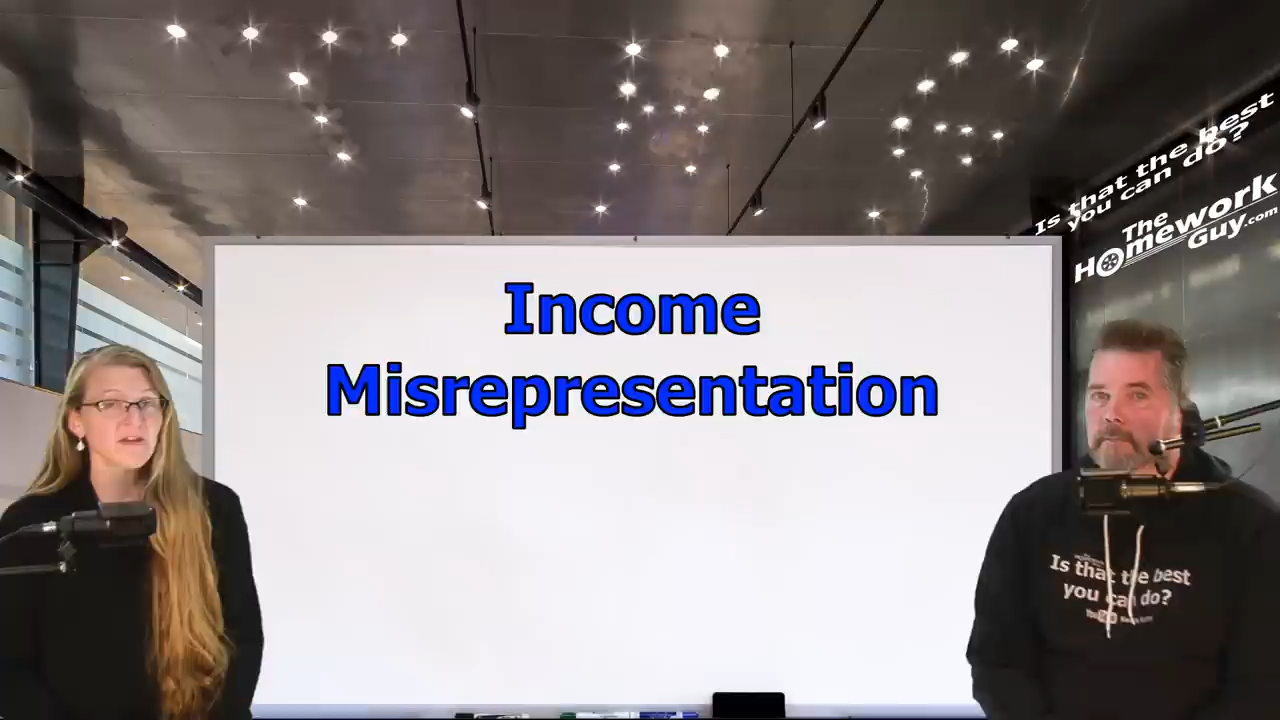 Is that the best
you can do?
The
Homework
Guy.com
Income
Misrepresentation
Is that the best
you can do?